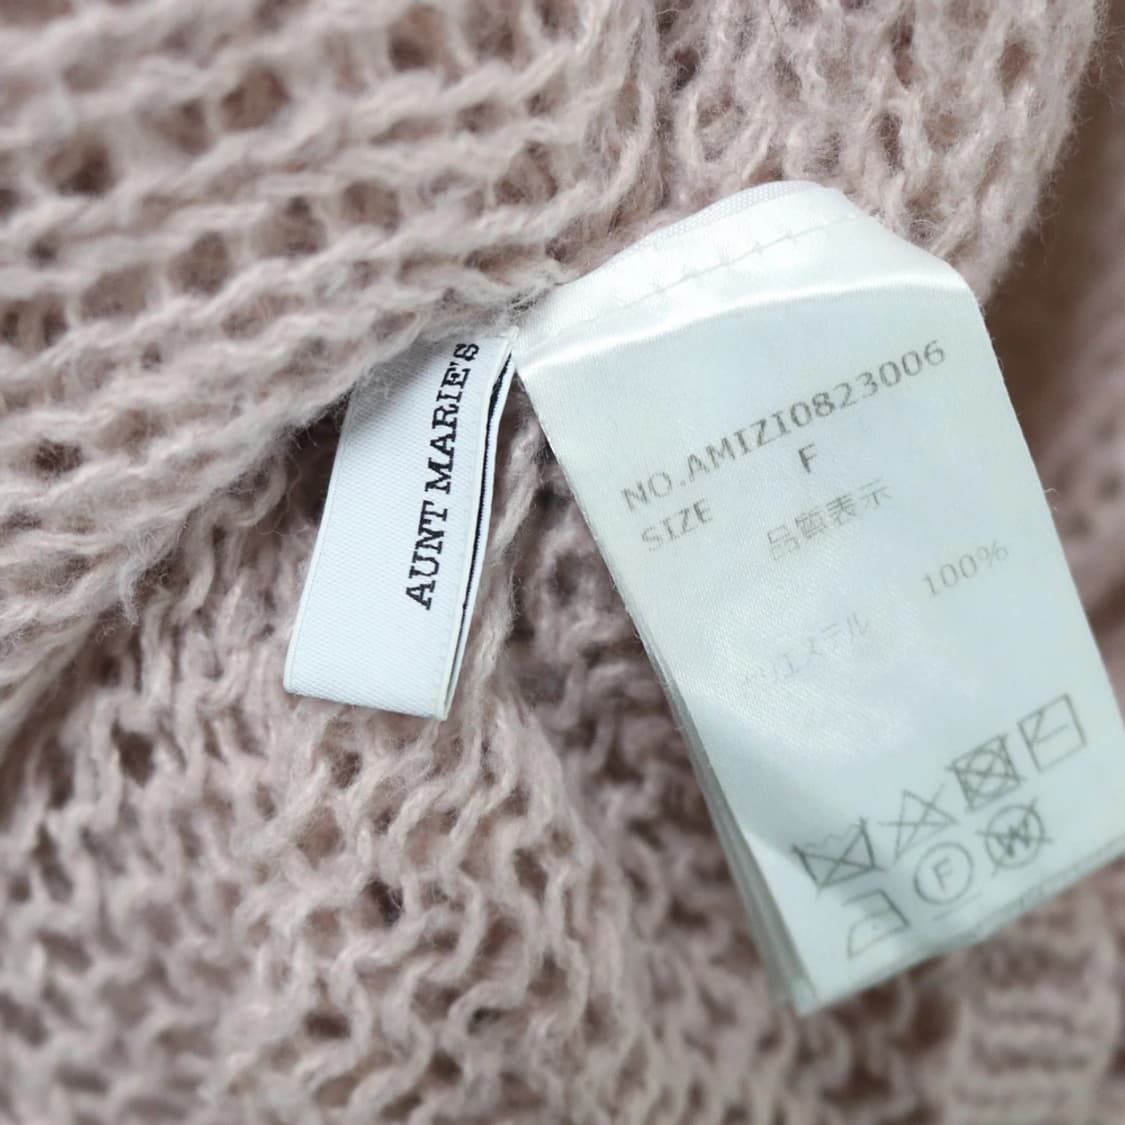 AUNT MARIE'S
NO.AMIZI0823006
SIZE F
品質表示
100%
ポリエステル
F
W